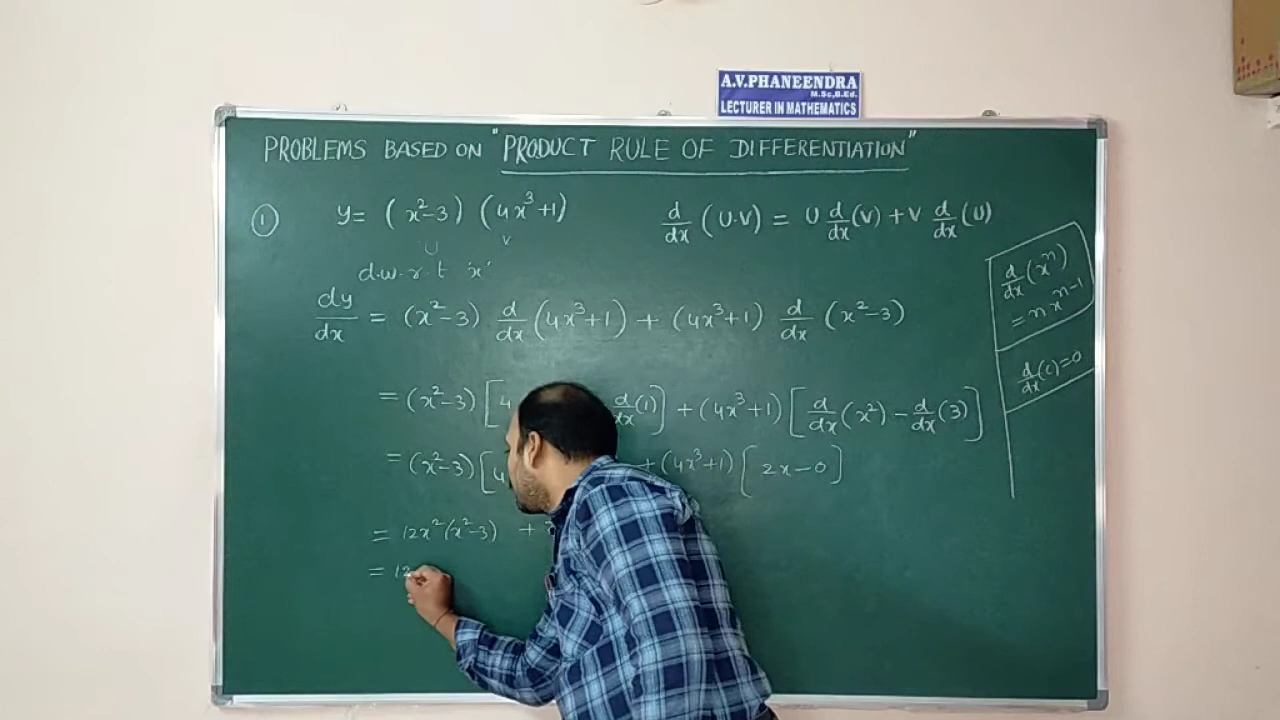 A.V.PHANEENDRA
M.Sc,B.Ed.
LECTURER IN MATHEMATICS
PROBLEMS BASED ON "PRODUCT RULE OF DIFFERENTIATION"
① y = (x²-3) (4x³+1)
U V
d/dx (U·V) = U d/dx (V) + V d/dx (U)
d.w.r.t 'x'
dy/dx = (x²-3) d/dx (4x³+1) + (4x³+1) d/dx (x²-3)
= (x²-3) [4 d/dx (1)] + (4x³+1) [d/dx (x²) - d/dx (3)]
= (x²-3) [4 + (4x³+1) [2x-0]
= 12x² (x²-3) +
= 12
d/dx (xⁿ)
= n xⁿ⁻¹
d/dx (c) = 0